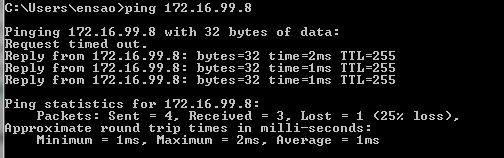 C:\Users\ensao>ping 172.16.99.8
Pinging 172.16.99.8 with 32 bytes of data:
Request timed out.
Reply from 172.16.99.8: bytes=32 time=2ms TTL=255
Reply from 172.16.99.8: bytes=32 time=1ms TTL=255
Reply from 172.16.99.8: bytes=32 time=1ms TTL=255
Ping statistics for 172.16.99.8:
Packets: Sent = 4, Received = 3, Lost = 1 (25% loss),
Approximate round trip times in milli-seconds:
Minimum = 1ms, Maximum = 2ms, Average = 1ms